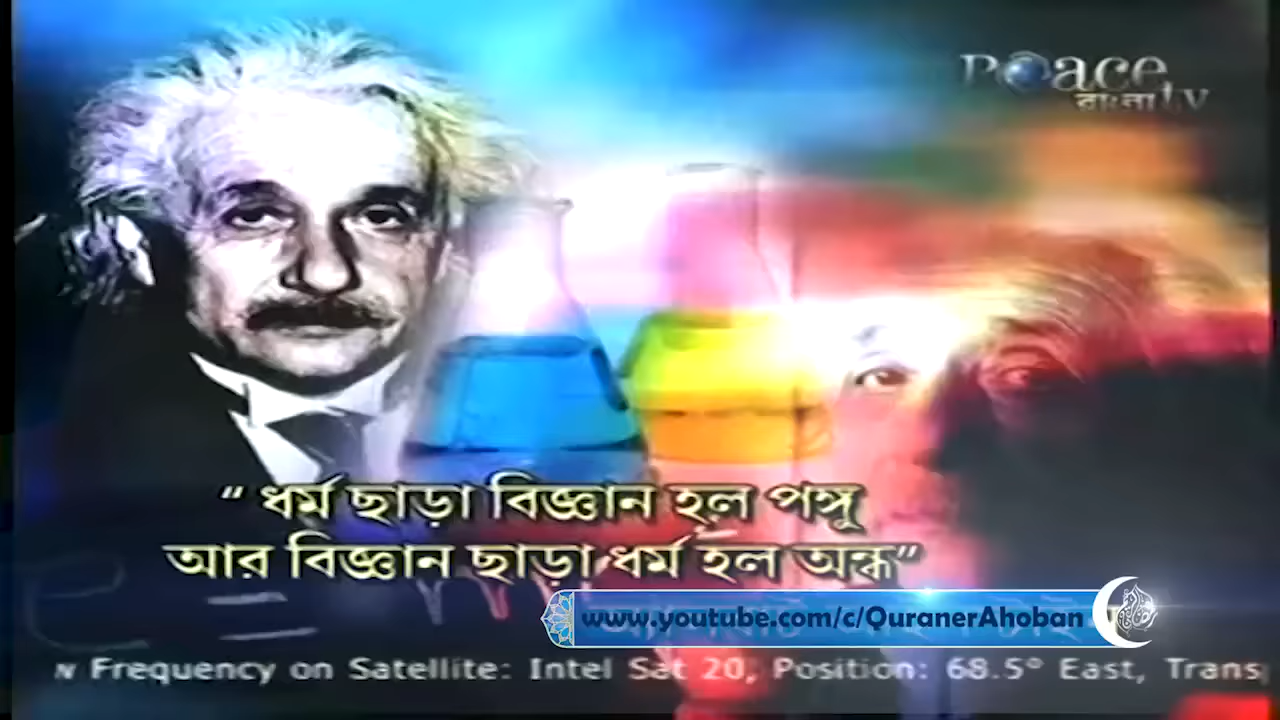 Peace
বাংলা tv
“ ধর্ম ছাড়া বিজ্ঞান হল পঙ্গু
আর বিজ্ঞান ছাড়া ধর্ম হল অন্ধ”
www.youtube.com/c/QuranerAhoban
w Frequency on Satellite: Intel Sat 20, Position: 68.5° East, Transp